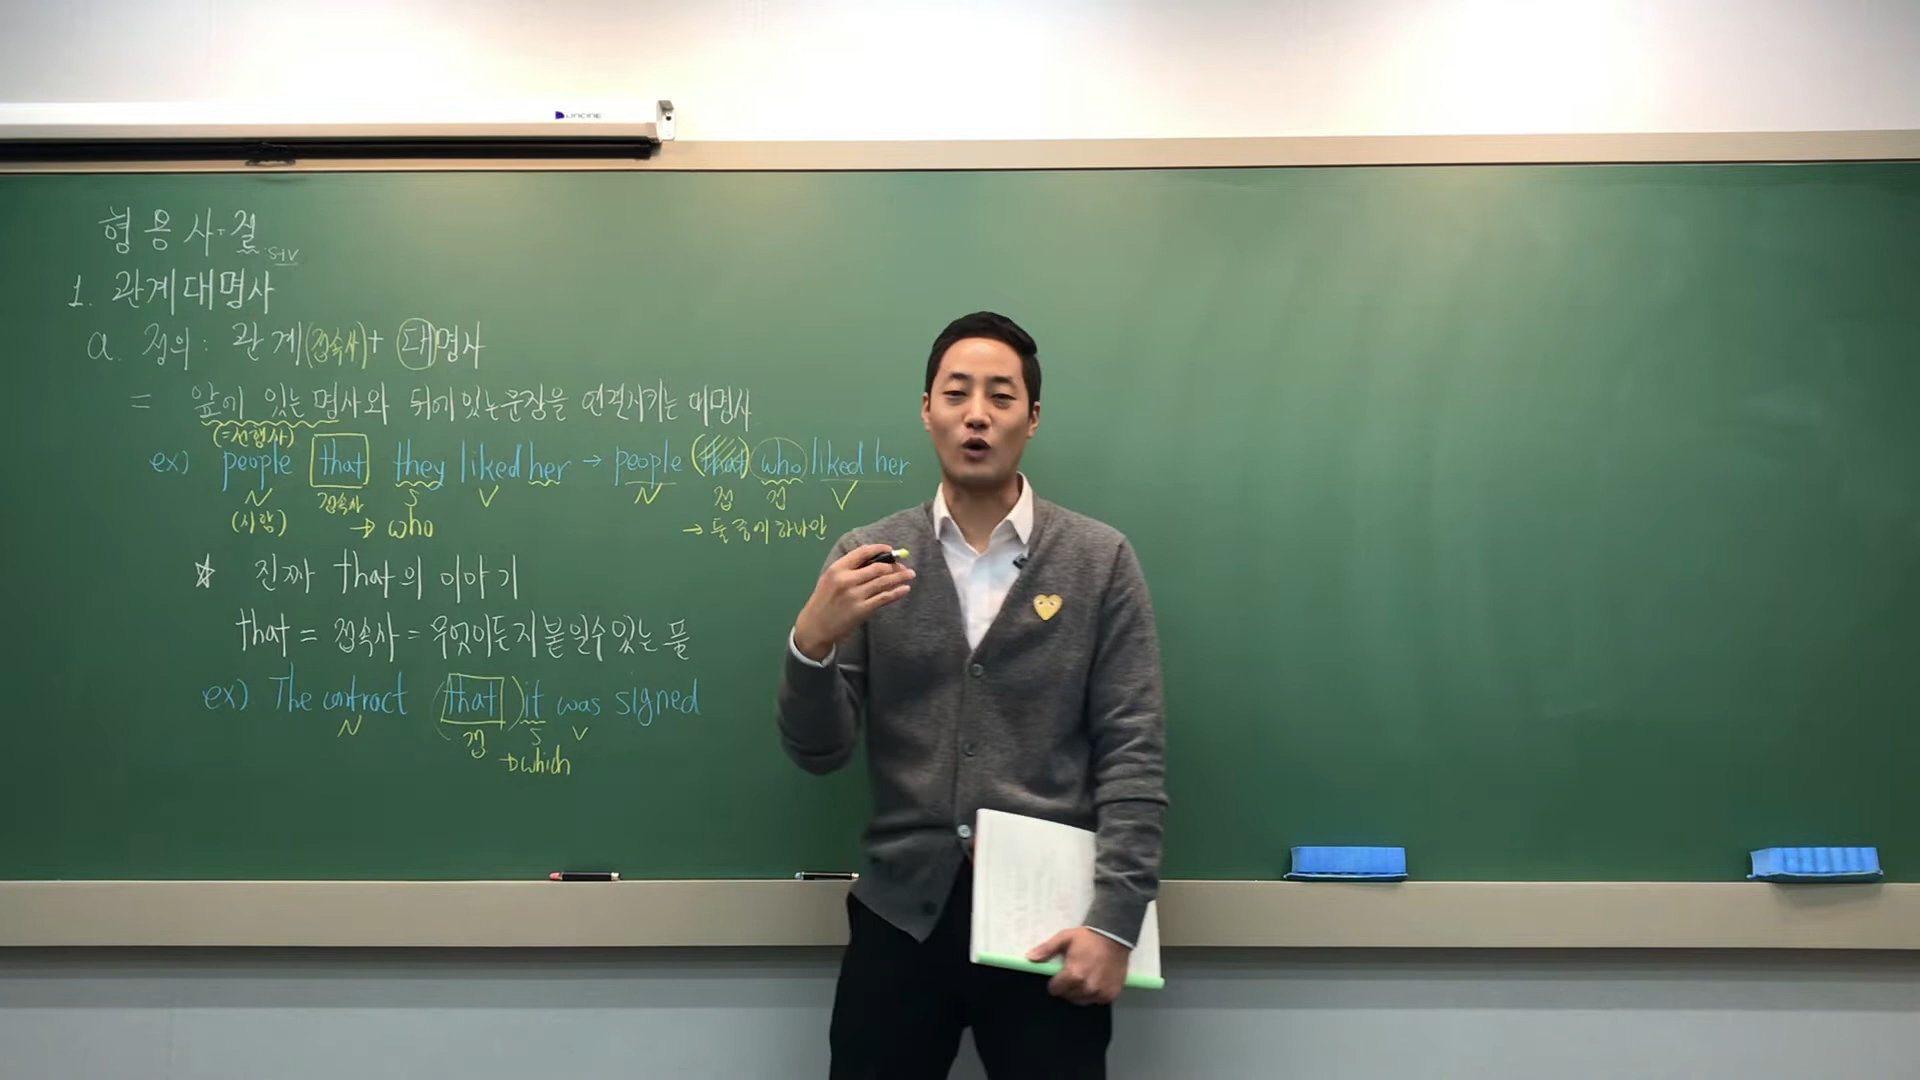 형용사-절 S+V
1. 관계대명사
a. 정의: 관계(접속사)+대명사
= 앞에 있는 명사와 뒤에 있는 문장을 연결시키는 대명사
(=선행사)
ex) people that they liked her → people (that) who liked her
N 접속사 S V N 접 접 V
(사람) → who → 둘 중에 하나만
☆ 진짜 that의 이야기
that = 접속사 = 무엇이든지 붙일 수 있는 풀
ex) The contract (that) it was signed
N 접 S V
→ which